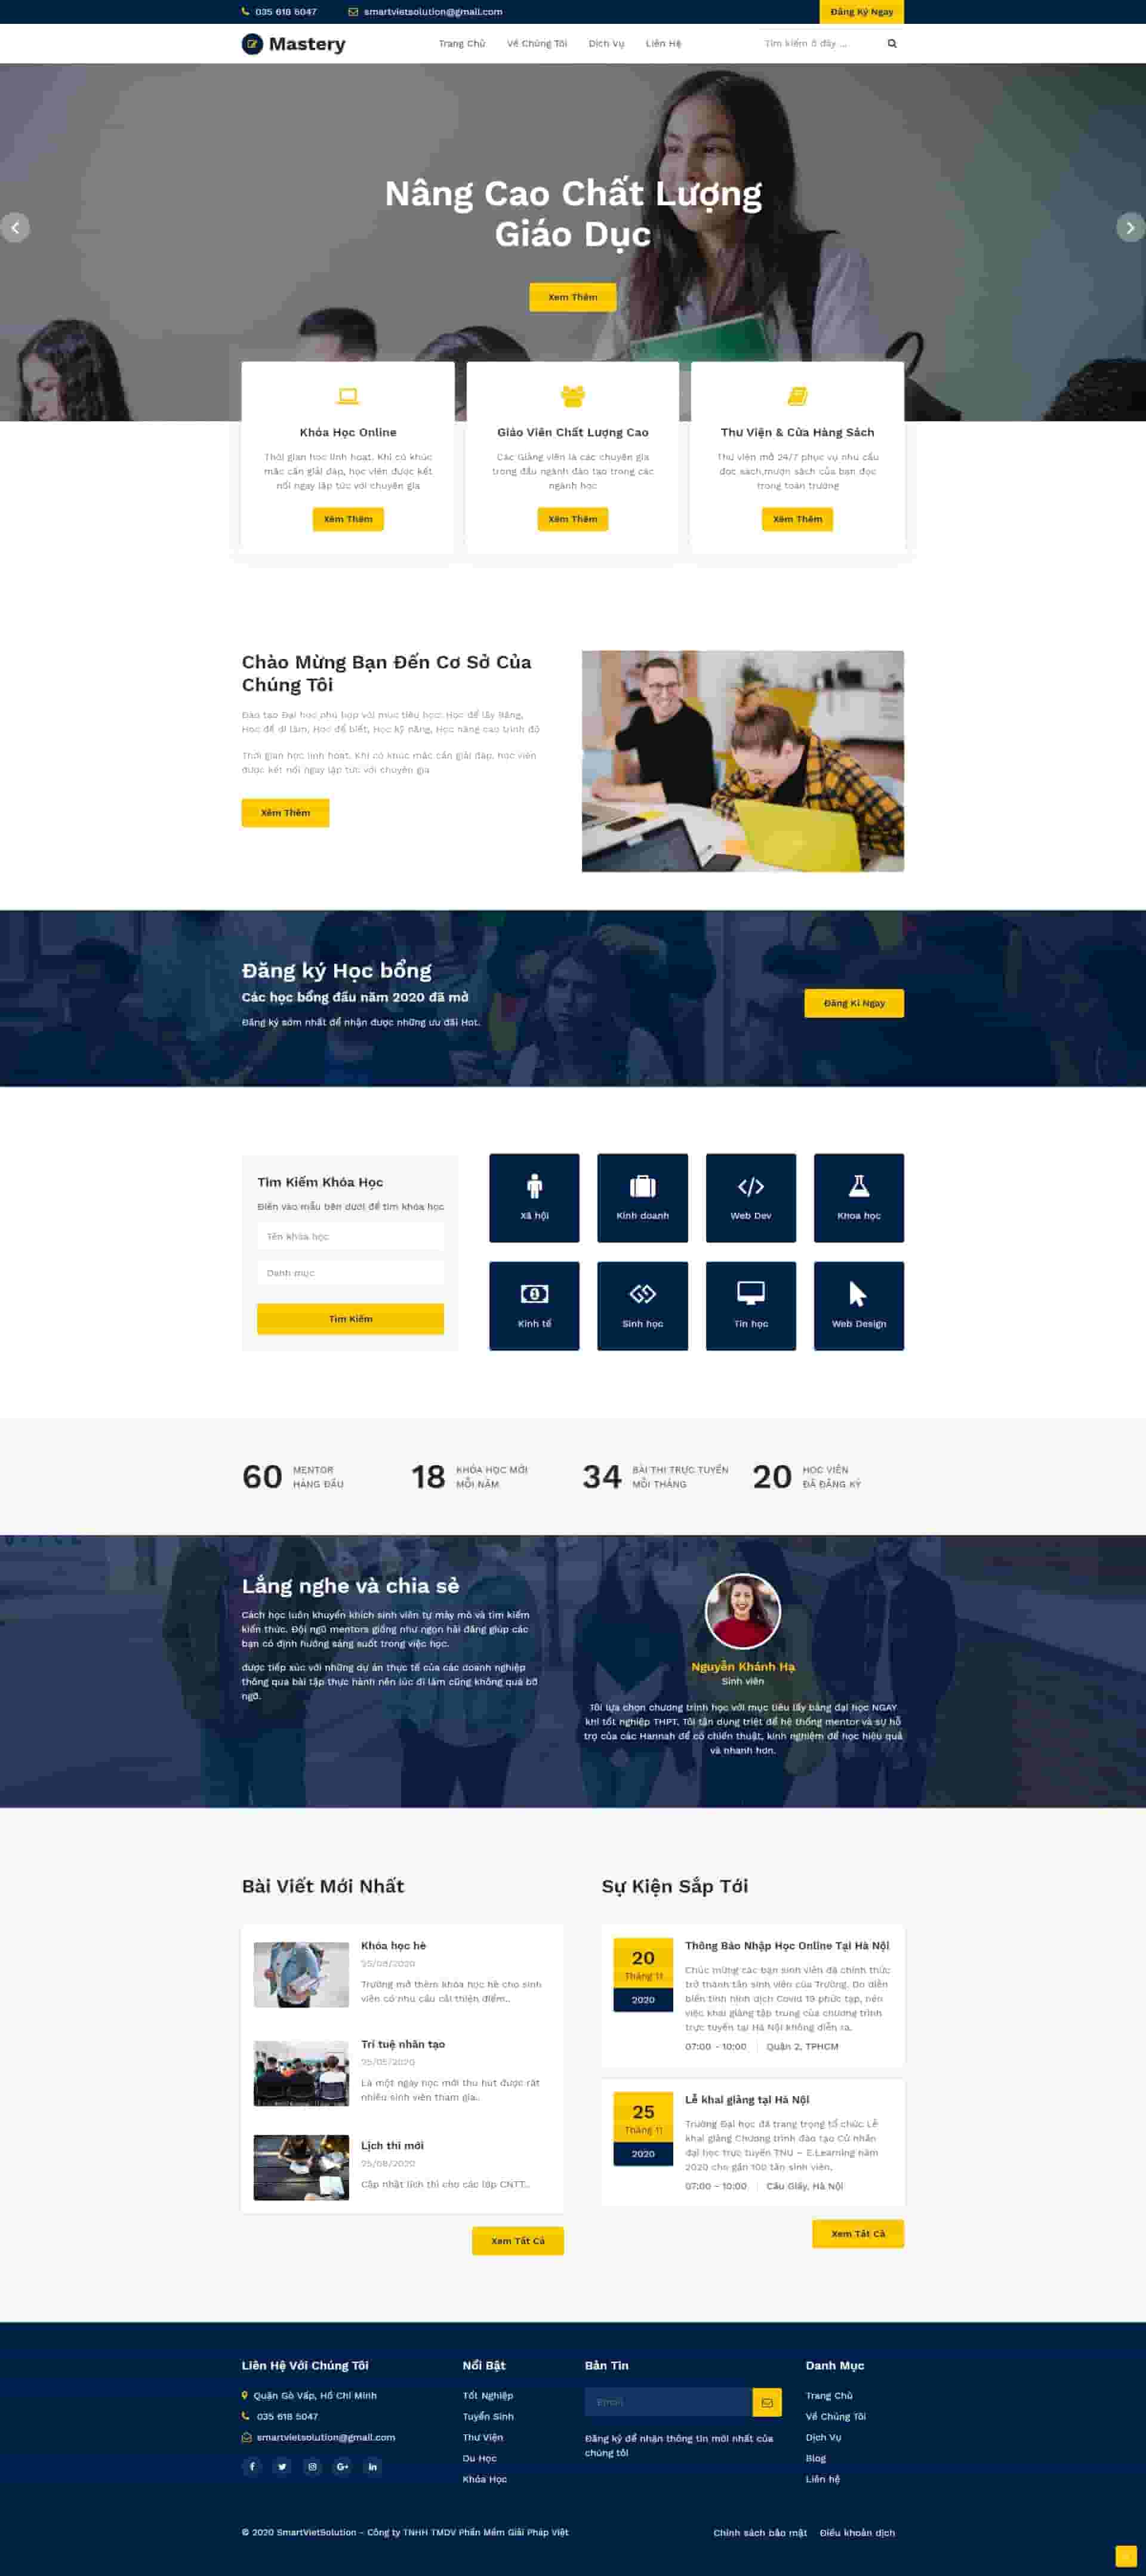 035 618 5047
smartvietsolution@gmail.com
Đăng Ký Ngay
Mastery
Trang Chủ
Về Chúng Tôi
Dịch Vụ
Liên Hệ
Tìm kiếm ở đây ...
Nâng Cao Chất Lượng
Giáo Dục
Xem Thêm
Khóa Học Online
Thời gian học linh hoạt. Khi có khúc
mắc cần giải đáp, học viên được kết
nối ngay lập tức với chuyên gia
Xem Thêm
Giáo Viên Chất Lượng Cao
Các Giảng viên là các chuyên gia
trong đầu ngành đào tạo trong các
ngành học
Xem Thêm
Thư Viện & Cửa Hàng Sách
Thư viện mở 24/7 phục vụ nhu cầu
đọc sách,mượn sách của bạn đọc
trong toàn trường
Xem Thêm
Chào Mừng Bạn Đến Cơ Sở Của
Chúng Tôi
Đào tạo Đại học phù hợp với mục tiêu học: Học để lấy Bằng,
Học để đi làm, Học để biết, Học kỹ năng, Học nâng cao trình độ
Thời gian học linh hoạt. Khi có khúc mắc cần giải đáp, học viên
được kết nối ngay lập tức với chuyên gia
Xem Thêm
Đăng ký Học bổng
Các học bổng đầu năm 2020 đã mở
Đăng ký sớm nhất để nhận được những ưu đãi Hot.
Đăng Kí Ngay
Tìm Kiếm Khóa Học
Điền vào mẫu bên dưới để tìm khóa học
Tên khóa học
Danh mục
Tìm Kiếm
Xã hội
Kinh doanh
Web Dev
Khoa học
Kinh tế
Sinh học
Tin học
Web Design
60 MENTOR
HÀNG ĐẦU
18 KHÓA HỌC MỚI
MỖI NĂM
34 BÀI THI TRỰC TUYẾN
MỖI THÁNG
20 HỌC VIÊN
ĐÃ ĐĂNG KÝ
Lắng nghe và chia sẻ
Cách học luôn khuyến khích sinh viên tự mày mò và tìm kiếm
kiến thức. Đội ngũ mentors giống như ngọn hải đăng giúp các
bạn có định hướng sáng suốt trong việc học.
được tiếp xúc với những dự án thực tế của các doanh nghiệp
thông qua bài tập thực hành nên lúc đi làm cũng không quá bỡ
ngỡ.
Nguyễn Khánh Hạ
Sinh viên
Tôi lựa chọn chương trình học với mục tiêu lấy bằng đại học NGAY
khi tốt nghiệp THPT. Tôi tận dụng triệt để hệ thống mentor và sự hỗ
trợ của các Hannah để có chiến thuật, kinh nghiệm để học hiệu quả
và nhanh hơn.
Bài Viết Mới Nhất
Khóa học hè
25/08/2020
Trường mở thêm khóa học hè cho sinh
viên có nhu cầu cải thiện điểm..
Trí tuệ nhân tạo
25/05/2020
Là một ngày học mới thu hút được rất
nhiều sinh viên tham gia..
Lịch thi mới
25/08/2020
Cập nhật lịch thi cho các lớp CNTT..
Xem Tất Cả
Sự Kiện Sắp Tới
20
Tháng 11
2020
Thông Báo Nhập Học Online Tại Hà Nội
Chúc mừng các bạn sinh viên đã chính thức
trở thành tân sinh viên của Trường. Do diễn
biến tình hình dịch Covid 19 phức tạp, nên
việc khai giảng tập trung của chương trình
trực tuyến tại Hà Nội không diễn ra.
07:00 - 10:00 | Quận 2, TPHCM
25
Tháng 11
2020
Lễ khai giảng tại Hà Nội
Trường Đại học đã trang trọng tổ chức Lễ
khai giảng Chương trình đào tạo Cử nhân
đại học trực tuyến TNU – E.Learning năm
2020 cho gần 100 tân sinh viên.
07:00 - 10:00 | Cầu Giấy, Hà Nội
Xem Tất Cả
Liên Hệ Với Chúng Tôi
Quận Gò Vấp, Hồ Chí Minh
035 618 5047
smartvietsolution@gmail.com
Nổi Bật
Tốt Nghiệp
Tuyển Sinh
Thư Viện
Du Học
Khóa Học
Bản Tin
Email
Đăng ký để nhận thông tin mới nhất của
chúng tôi
Danh Mục
Trang Chủ
Về Chúng Tôi
Dịch Vụ
Blog
Liên hệ
© 2020 SmartVietSolution - Công ty TNHH TMDV Phần Mềm Giải Pháp Việt
Chính sách bảo mật
Điều khoản dịch